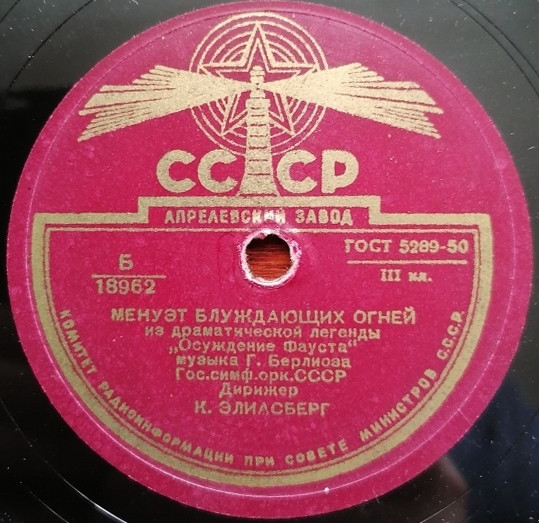 СССР
АПРЕЛЕВСКИЙ ЗАВОД
ГОСТ 5289-50
III кл.
Б
18962
МЕНУЭТ БЛУЖДАЮЩИХ ОГНЕЙ
из драматической легенды
„Осуждение Фауста"
музыка Г. Берлиоза
Гос.симф.орк.СССР
Дирижер
К. ЭЛИАСБЕРГ
КОМИТЕТ РАДИОИНФОРМАЦИИ ПРИ СОВЕТЕ МИНИСТРОВ С.С.С.Р.